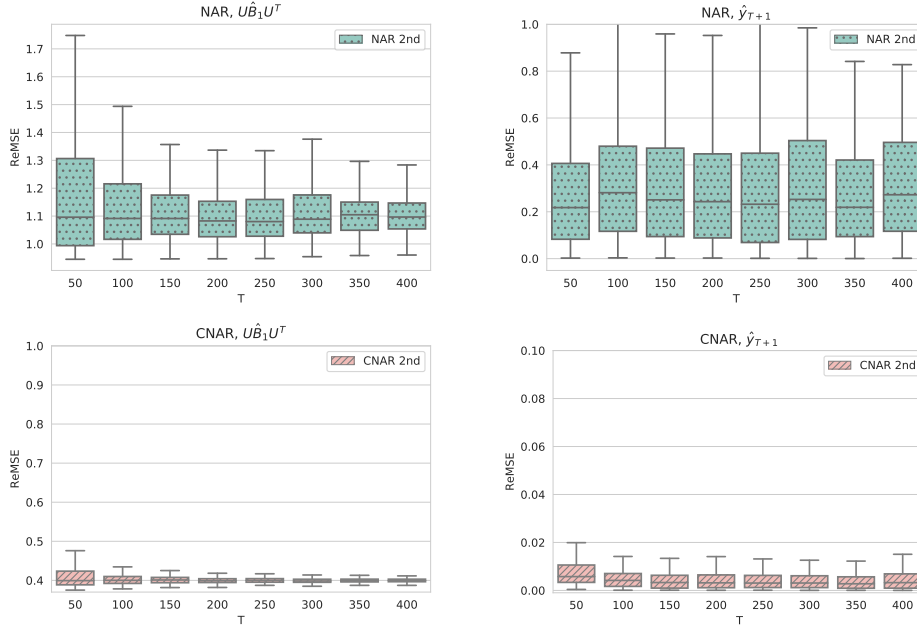 NAR, $U\hat{B}_1U^T$
NAR 2nd
ReMSE
1.7
1.6
1.5
1.4
1.3
1.2
1.1
1.0
50 100 150 200 250 300 350 400
T
NAR, $\hat{y}_{T+1}$
NAR 2nd
ReMSE
1.0
0.8
0.6
0.4
0.2
0.0
50 100 150 200 250 300 350 400
T
CNAR, $U\hat{B}_1U^T$
CNAR 2nd
ReMSE
1.0
0.9
0.8
0.7
0.6
0.5
0.4
50 100 150 200 250 300 350 400
T
CNAR, $\hat{y}_{T+1}$
CNAR 2nd
ReMSE
0.10
0.08
0.06
0.04
0.02
0.00
50 100 150 200 250 300 350 400
T